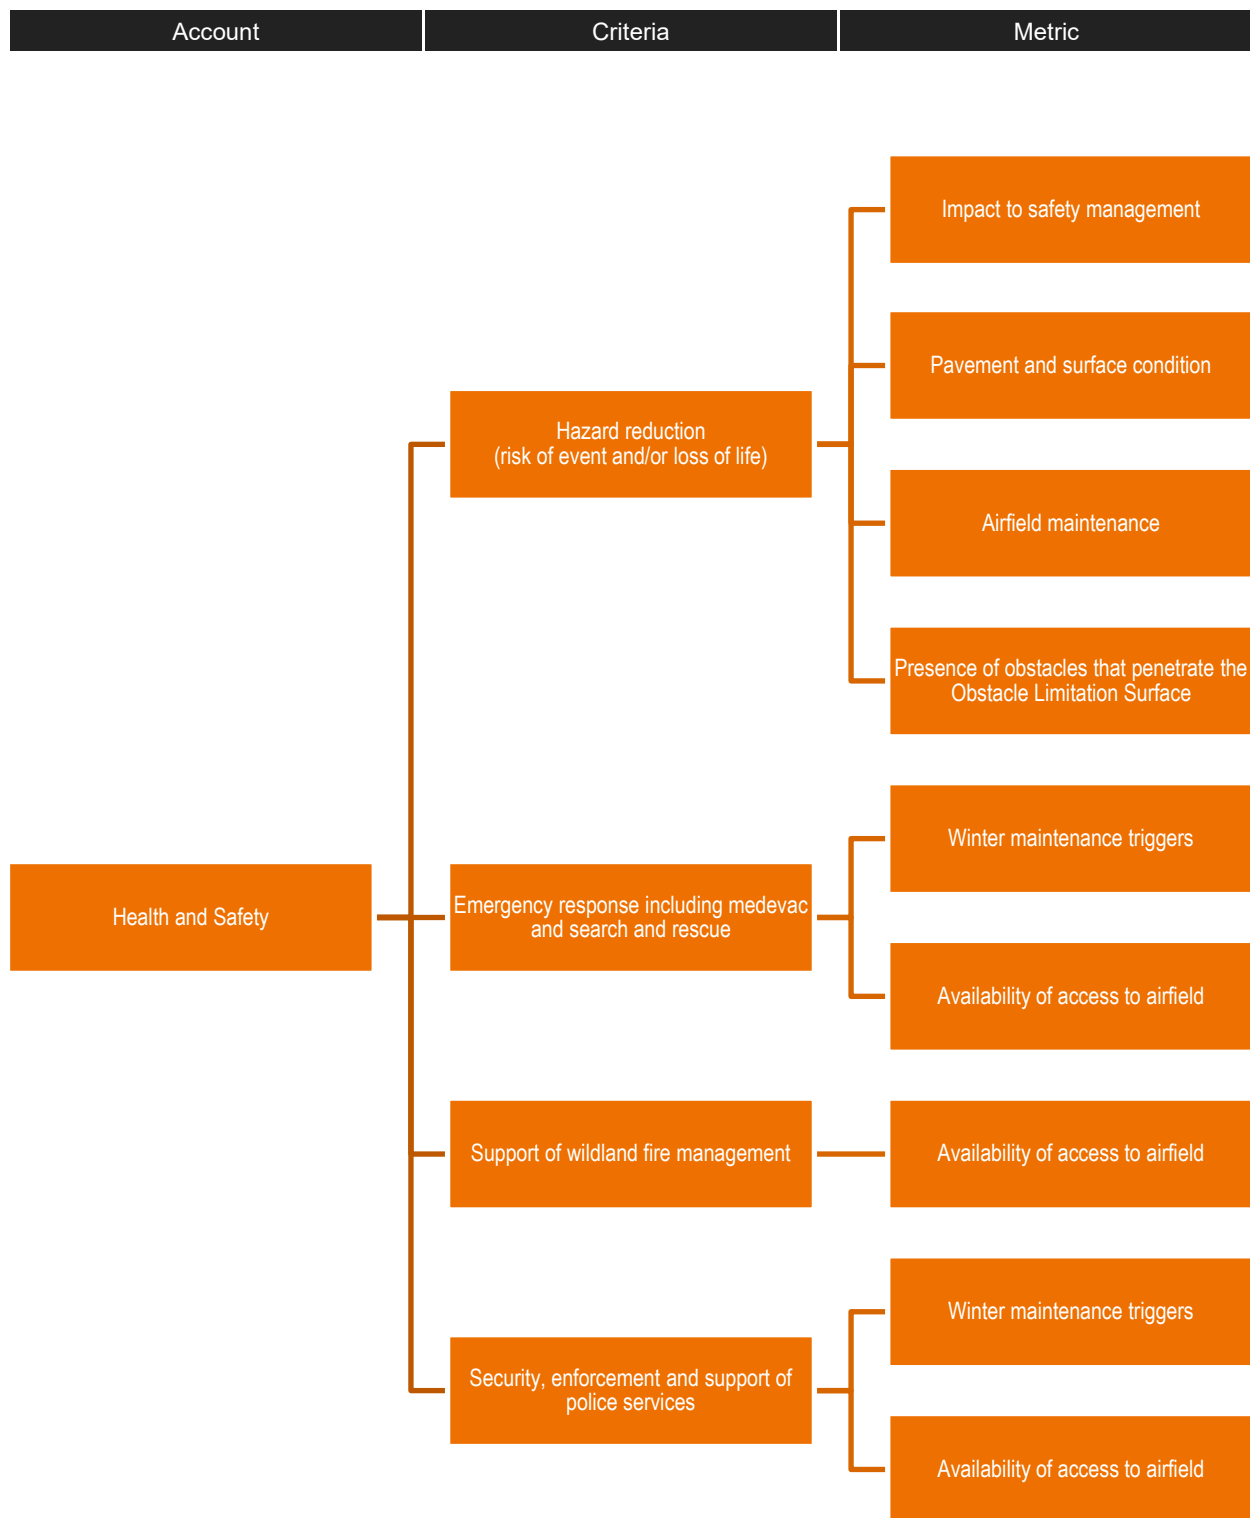 Account
Criteria
Metric
Impact to safety management
Pavement and surface condition
Hazard reduction
(risk of event and/or loss of life)
Airfield maintenance
Presence of obstacles that penetrate the
Obstacle Limitation Surface
Winter maintenance triggers
Health and Safety
Emergency response including medevac
and search and rescue
Availability of access to airfield
Support of wildland fire management
Availability of access to airfield
Winter maintenance triggers
Security, enforcement and support of
police services
Availability of access to airfield